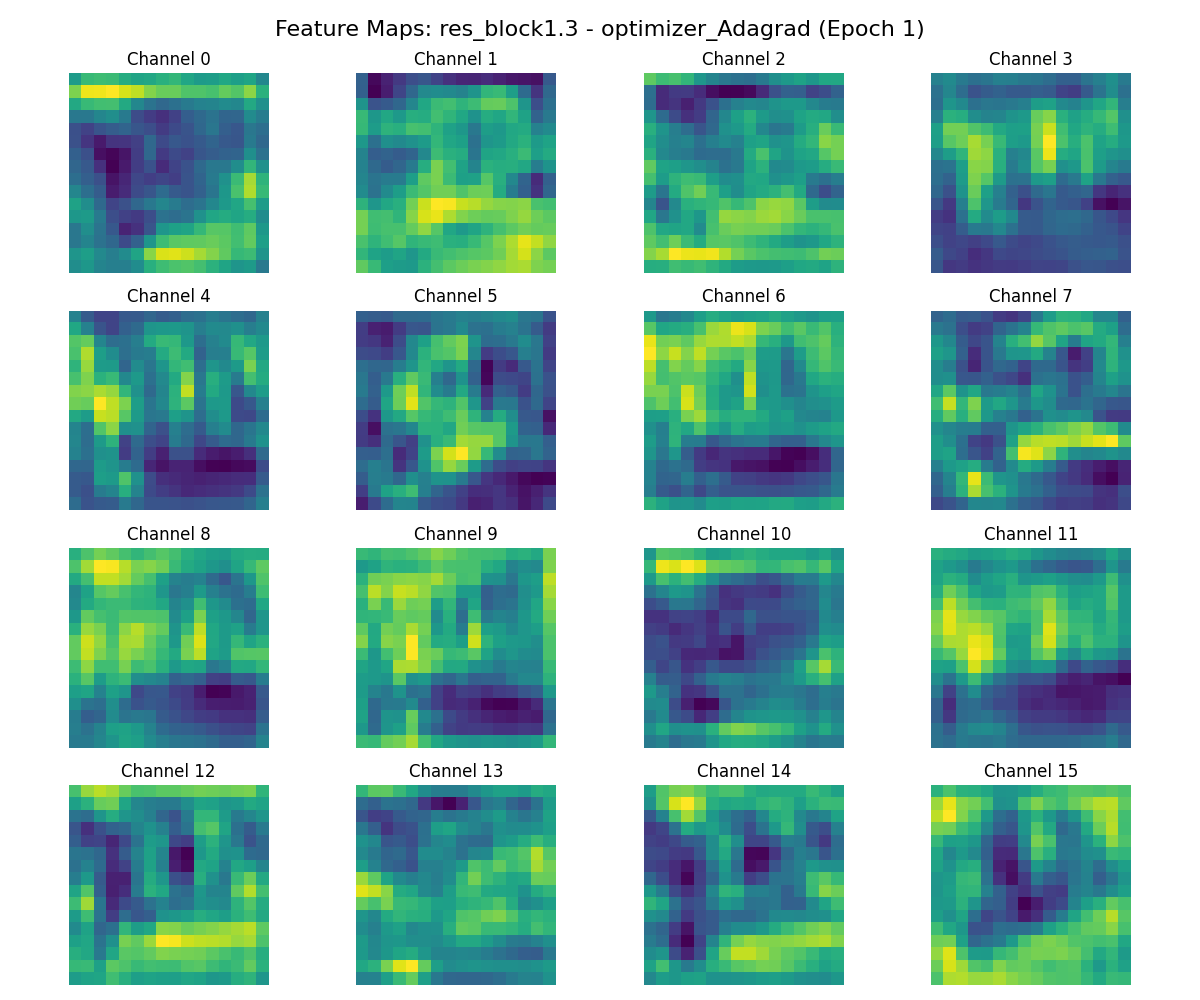 Feature Maps: res_block1.3 - optimizer_Adagrad (Epoch 1)
Channel 0
Channel 1
Channel 2
Channel 3
Channel 4
Channel 5
Channel 6
Channel 7
Channel 8
Channel 9
Channel 10
Channel 11
Channel 12
Channel 13
Channel 14
Channel 15